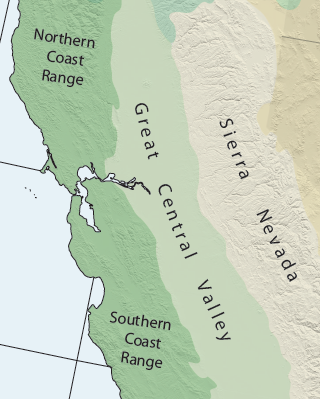 Northern
Coast
Range
Great Central Valley
Sierra Nevada
Southern
Coast
Range